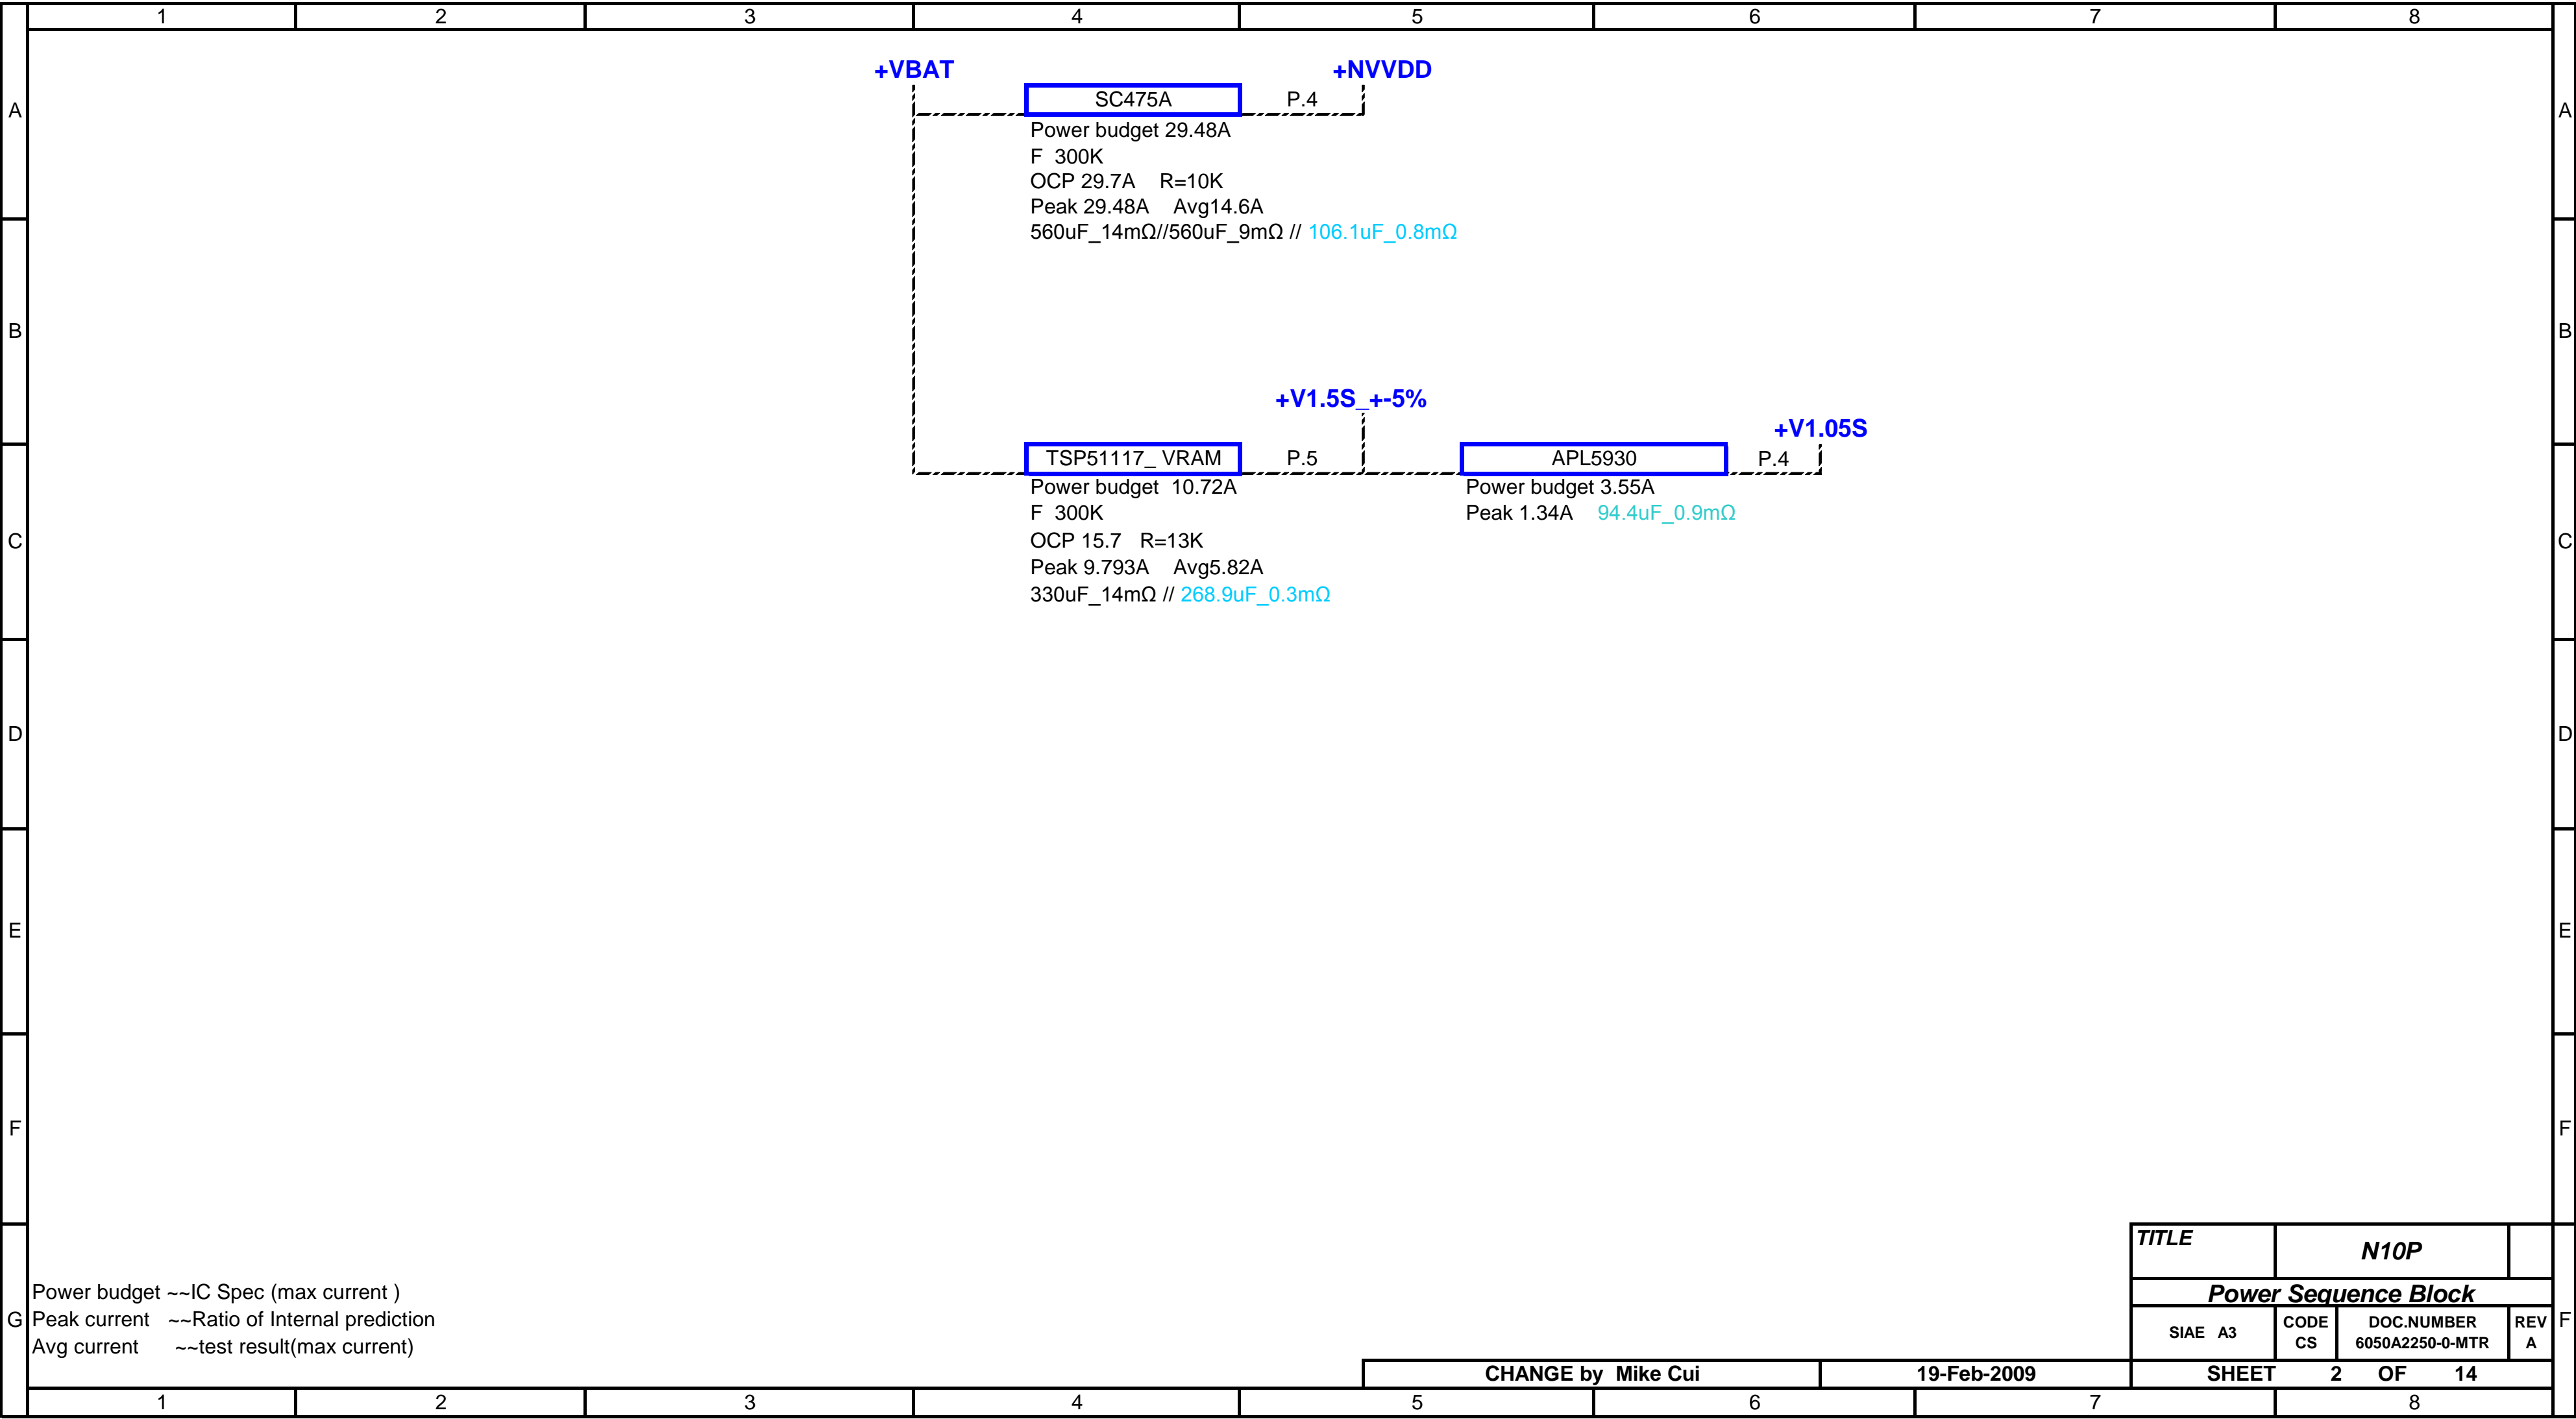 1 2 3 4 5 6 7 8
+VBAT +NVVDD
A SC475A P.4 A
Power budget 29.48A
F 300K
OCP 29.7A R=10K
Peak 29.48A Avg14.6A
560uF_14mΩ//560uF_9mΩ // 106.1uF_0.8mΩ
B B
+V1.5S_+-5%
+V1.05S
TSP51117_ VRAM P.5 APL5930 P.4
Power budget 10.72A Power budget 3.55A
F 300K Peak 1.34A 94.4uF_0.9mΩ
C OCP 15.7 R=13K C
Peak 9.793A Avg5.82A
330uF_14mΩ // 268.9uF_0.3mΩ
D D
E E
F F
TITLE N10P
Power budget ~~IC Spec (max current )
Power Sequence Block
G Peak current ~~Ratio of Internal prediction F
Avg current ~~test result(max current)
SIAE A3 CODE DOC.NUMBER REV
CS 6050A2250-0-MTR A
CHANGE by Mike Cui 19-Feb-2009 SHEET 2 OF 14
1 2 3 4 5 6 7 8